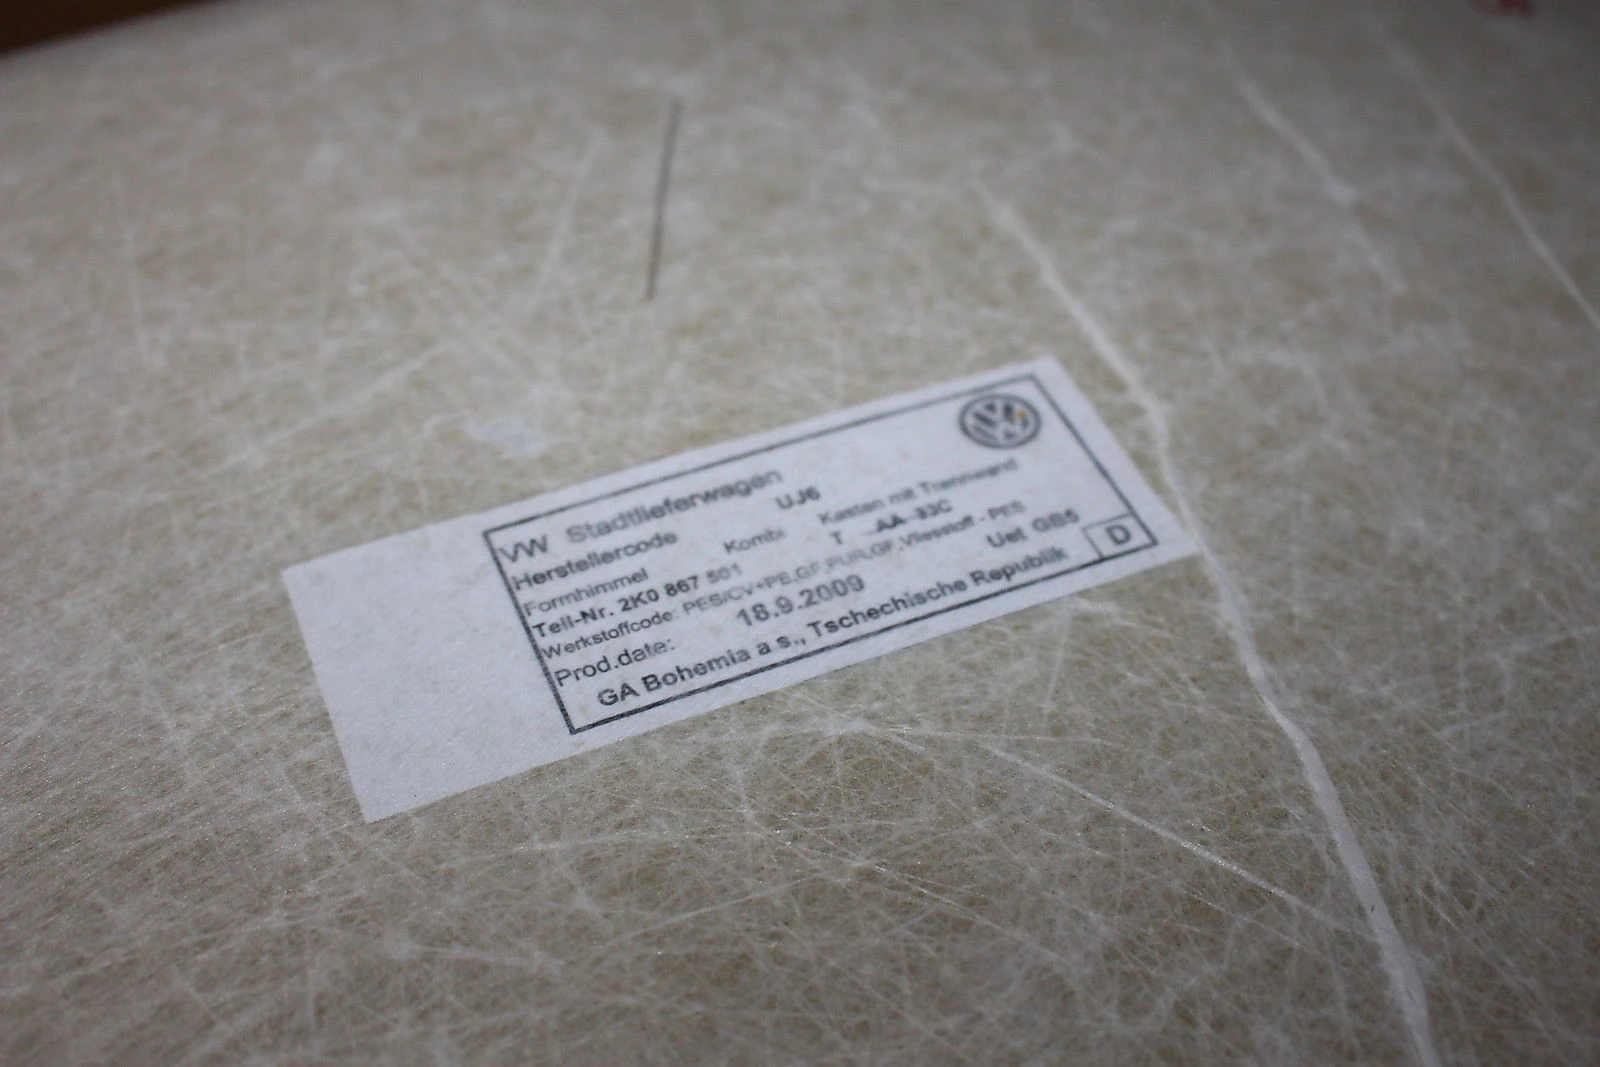 VW Stadtlieferwagen
Herstellercode UJ6
Formhimmel Kombi Kasten mit Trennwand
Teil-Nr. 2K0 867 501 T AA 83C
Werkstoffcode: PES/CV+PE,GF,PUR,GF,Vliesstoff - PES
Prod.date: 18.9.2009 Uet GB5
GA Bohemia a s., Tschechische Republik D